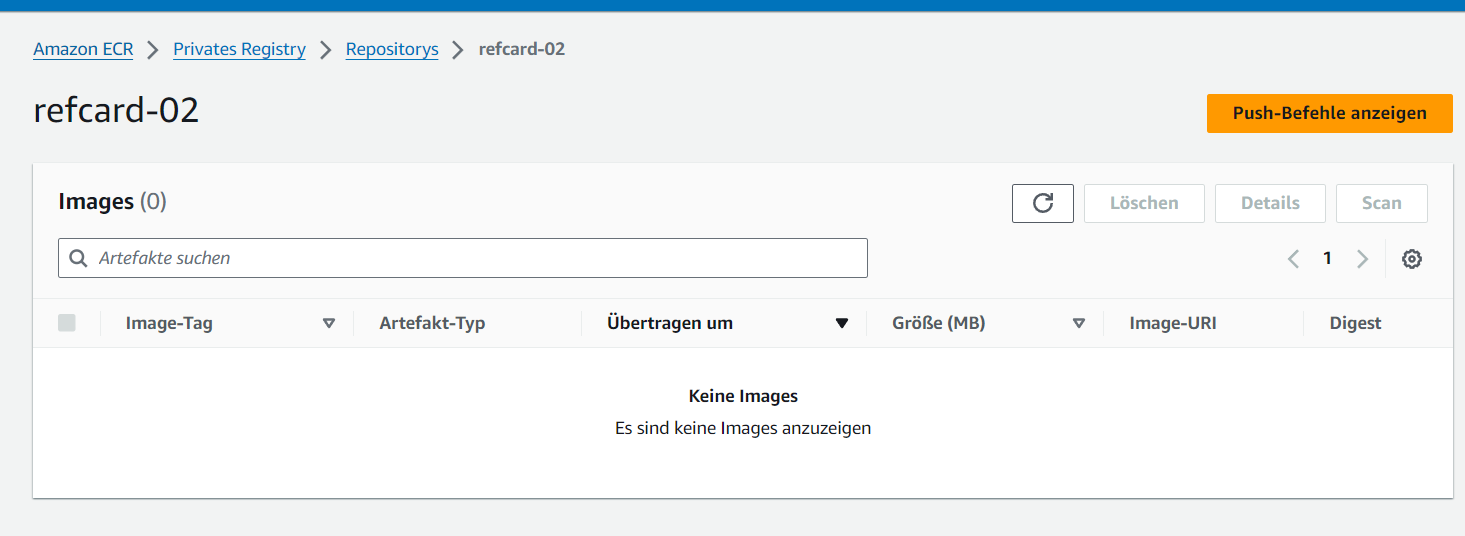 Amazon ECR > Privates Registry > Repositorys > refcard-02
refcard-02
Push-Befehle anzeigen
Images (0)
Löschen
Details
Scan
Artefakte suchen
1
Image-Tag
Artefakt-Typ
Übertragen um
Größe (MB)
Image-URI
Digest
Keine Images
Es sind keine Images anzuzeigen